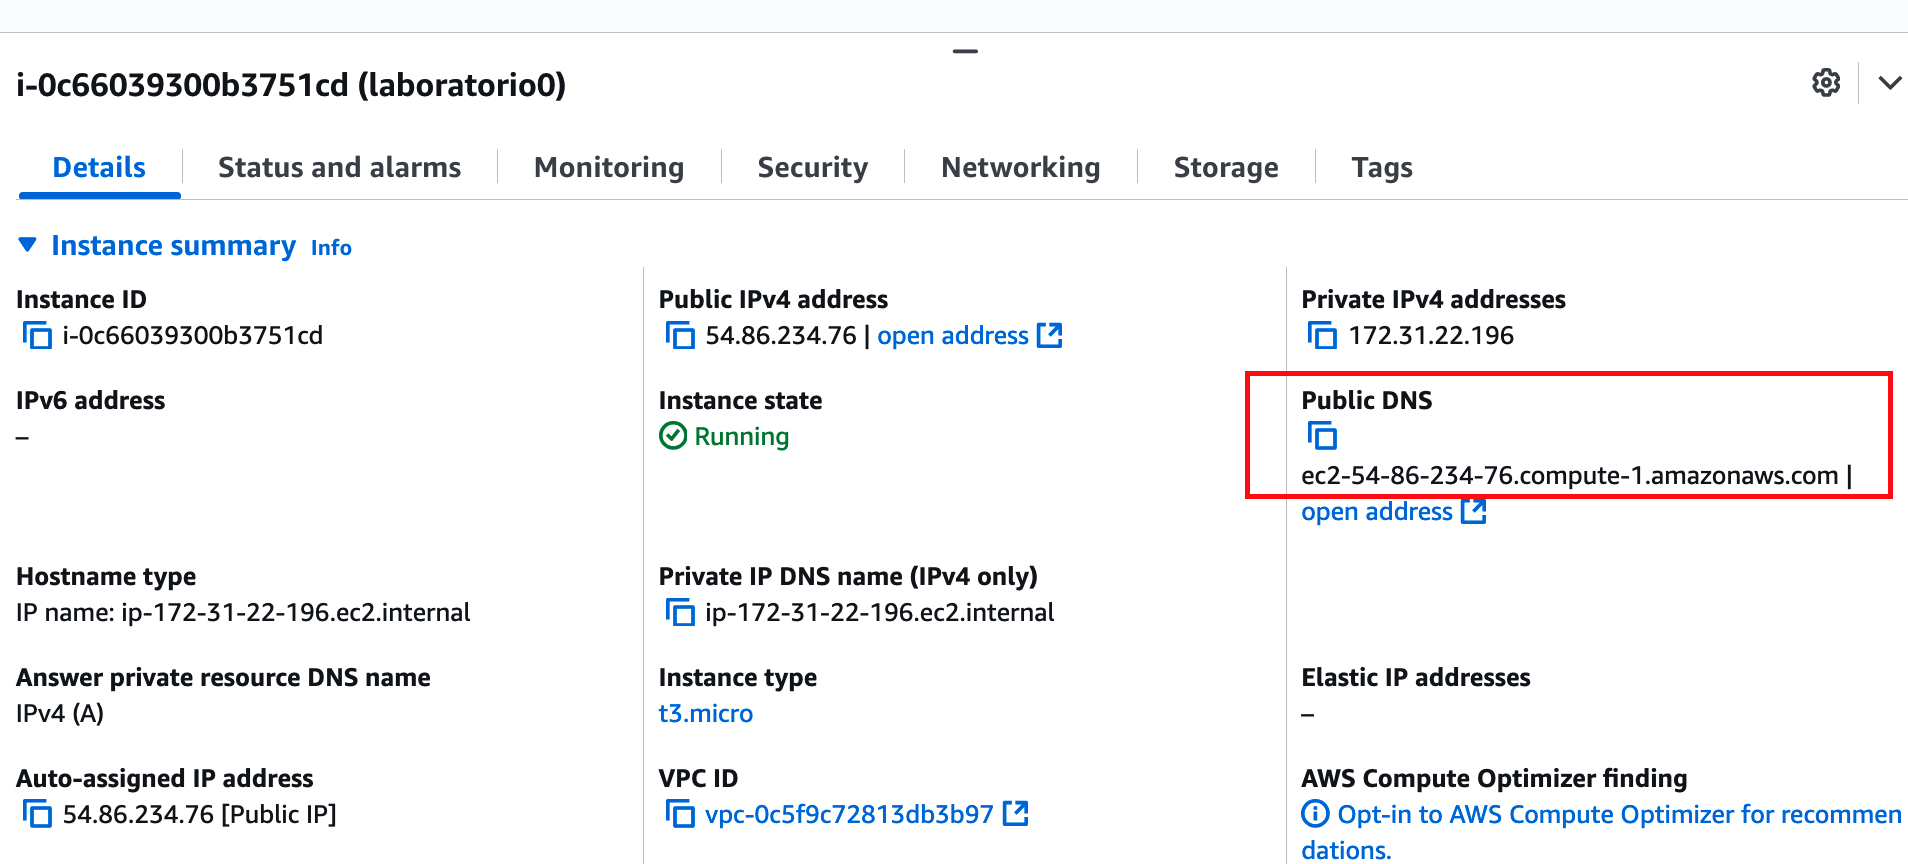 i-0c66039300b3751cd (laboratorio0)
Details
Status and alarms
Monitoring
Security
Networking
Storage
Tags
Instance summary Info
Instance ID
i-0c66039300b3751cd
Public IPv4 address
54.86.234.76 | open address
Private IPv4 addresses
172.31.22.196
IPv6 address
–
Instance state
Running
Public DNS
ec2-54-86-234-76.compute-1.amazonaws.com |
open address
Hostname type
IP name: ip-172-31-22-196.ec2.internal
Private IP DNS name (IPv4 only)
ip-172-31-22-196.ec2.internal
Answer private resource DNS name
IPv4 (A)
Instance type
t3.micro
Elastic IP addresses
–
Auto-assigned IP address
54.86.234.76 [Public IP]
VPC ID
vpc-0c5f9c72813db3b97
AWS Compute Optimizer finding
Opt-in to AWS Compute Optimizer for recommen
dations.